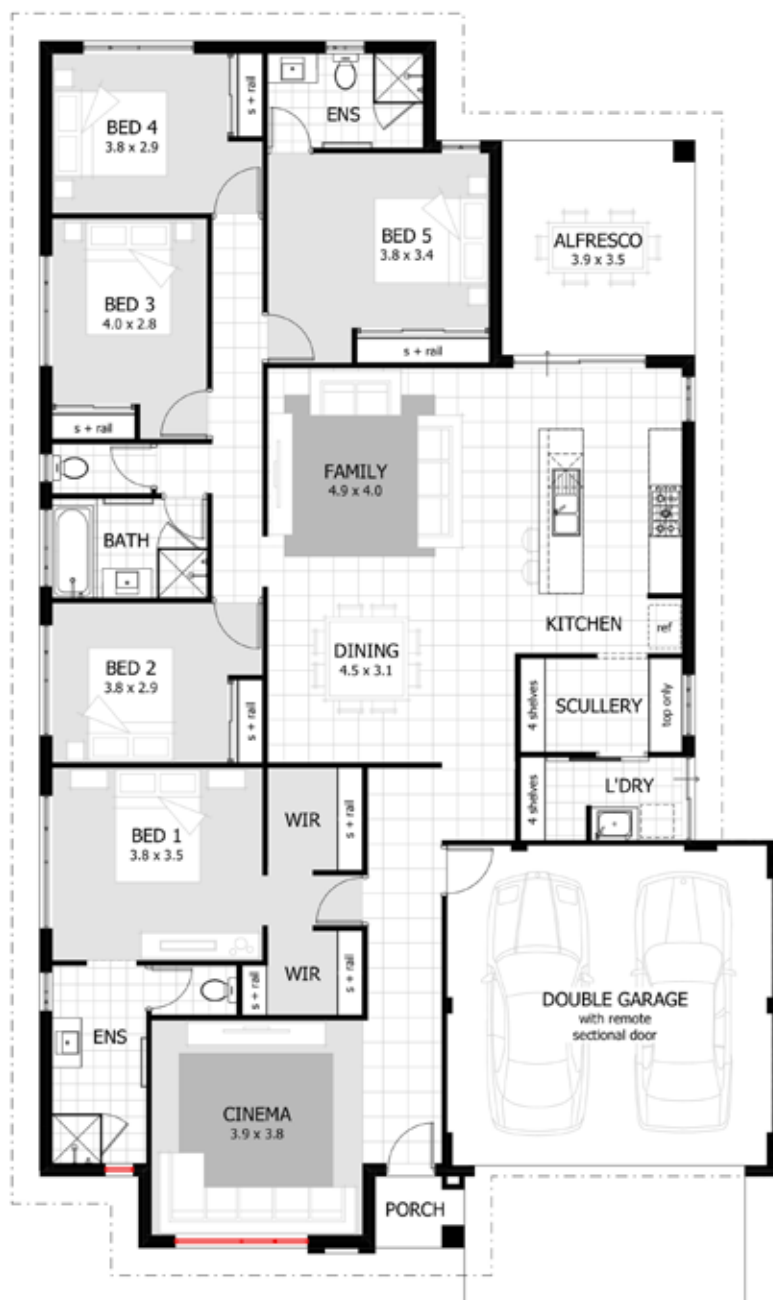 s + rail
ENS
BED 4
3.8 x 2.9
BED 5
3.8 x 3.4
ALFRESCO
3.9 x 3.5
BED 3
4.0 x 2.8
s + rail
s + rail
FAMILY
4.9 x 4.0
BATH
KITCHEN
ref
DINING
4.5 x 3.1
BED 2
3.8 x 2.9
s + rail
4 shelves
SCULLERY
top only
4 shelves
L'DRY
BED 1
3.8 x 3.5
WIR
s + rail
WIR
s + rail
s + rail
ENS
DOUBLE GARAGE
with remote
sectional door
CINEMA
3.9 x 3.8
PORCH